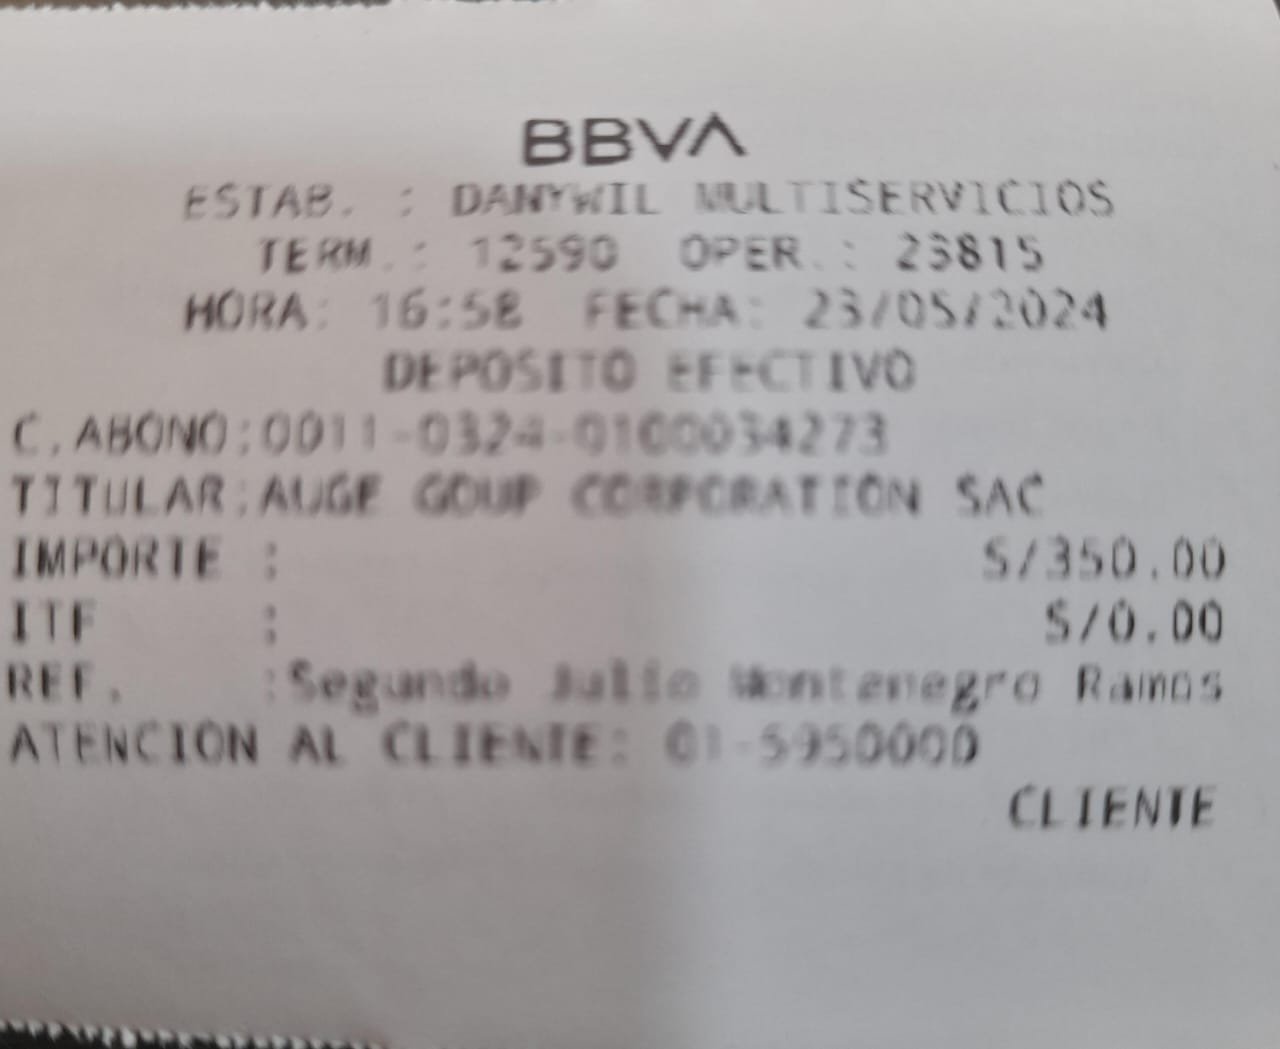 BBVA
ESTAB. : DANYWIL MULTISERVICIOS
TERM.: 12590 OPER.: 23815
HORA: 16:58 FECHA: 23/05/2024
DEPOSITO EFECTIVO
C.ABONO:0011-0324-0100034273
TITULAR:AUGE GOUP CORPORATION SAC
IMPORTE : S/350.00
ITF : S/0.00
REF. :Segundo Julio Montenegro Ramos
ATENCION AL CLIENTE: 01-5950000
CLIENTE